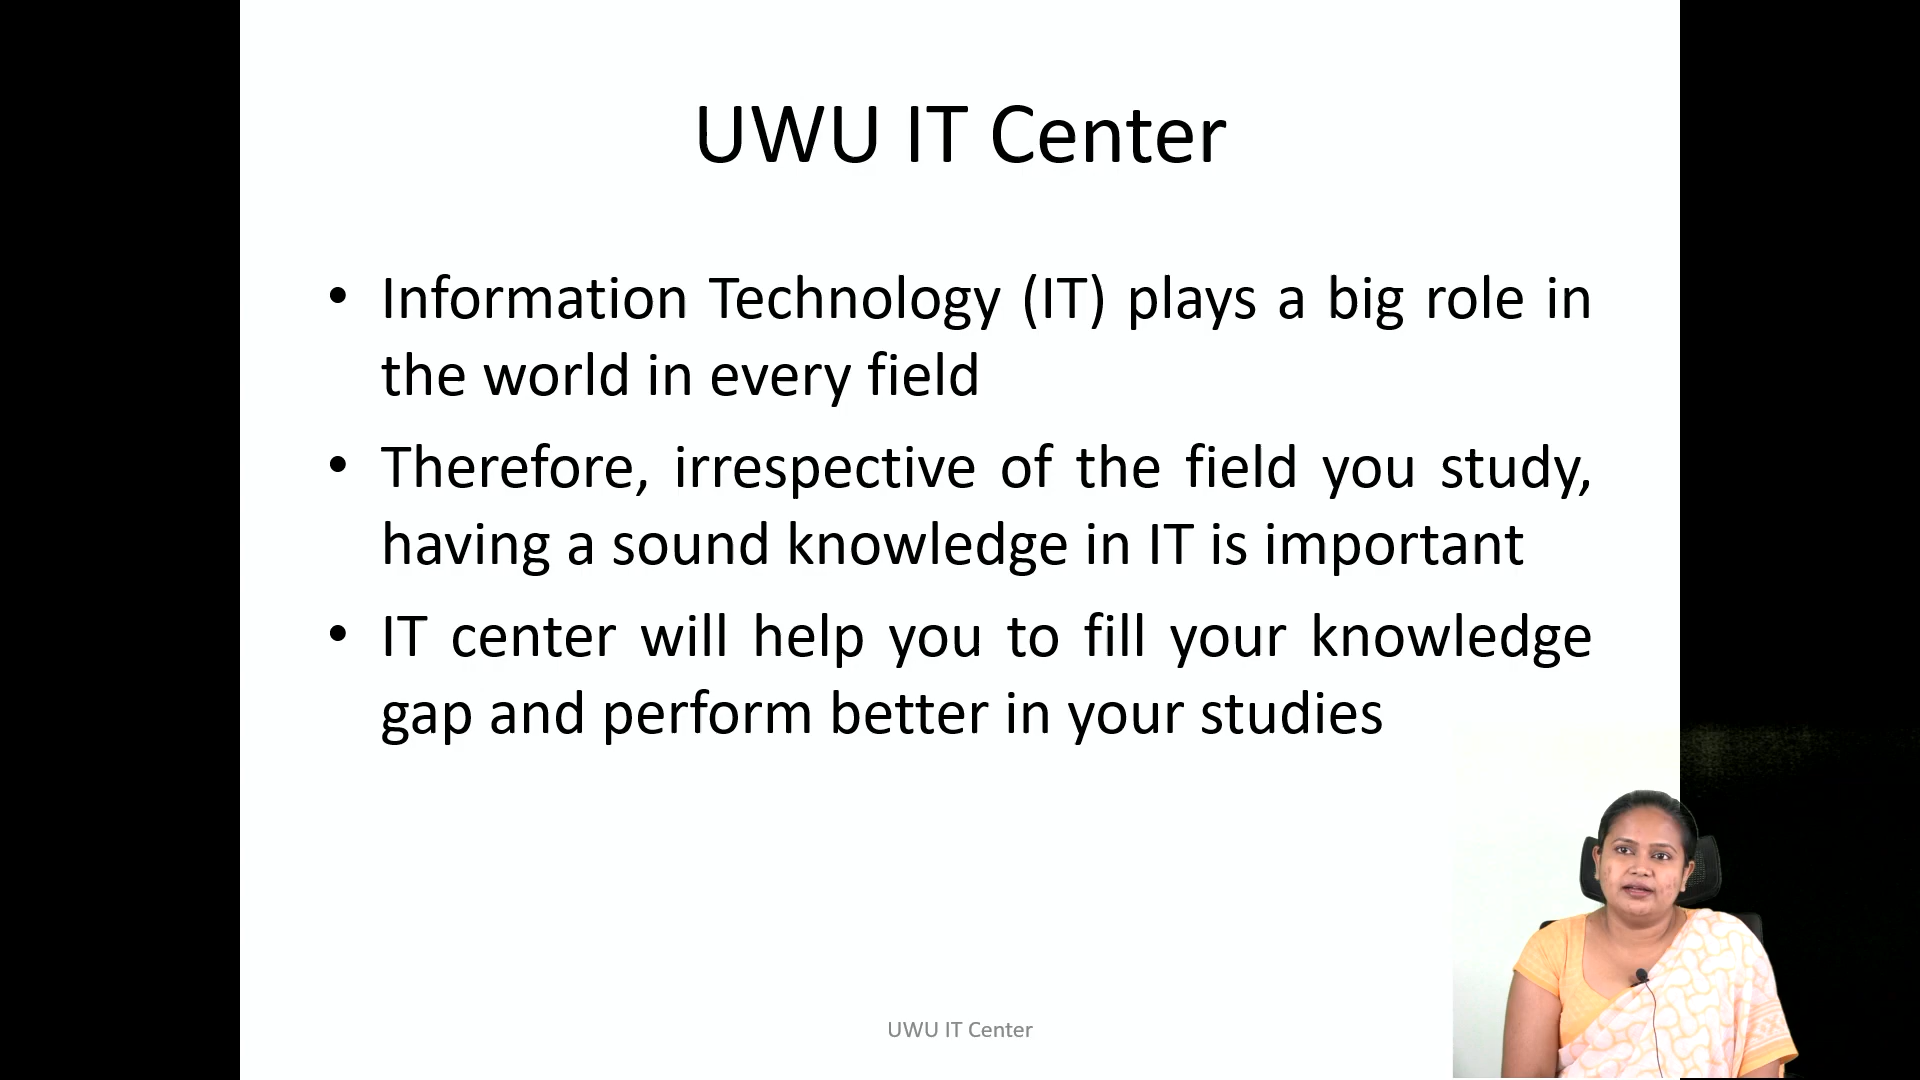 UWU IT Center
• Information Technology (IT) plays a big role in
the world in every field
• Therefore, irrespective of the field you study,
having a sound knowledge in IT is important
• IT center will help you to fill your knowledge
gap and perform better in your studies
UWU IT Center